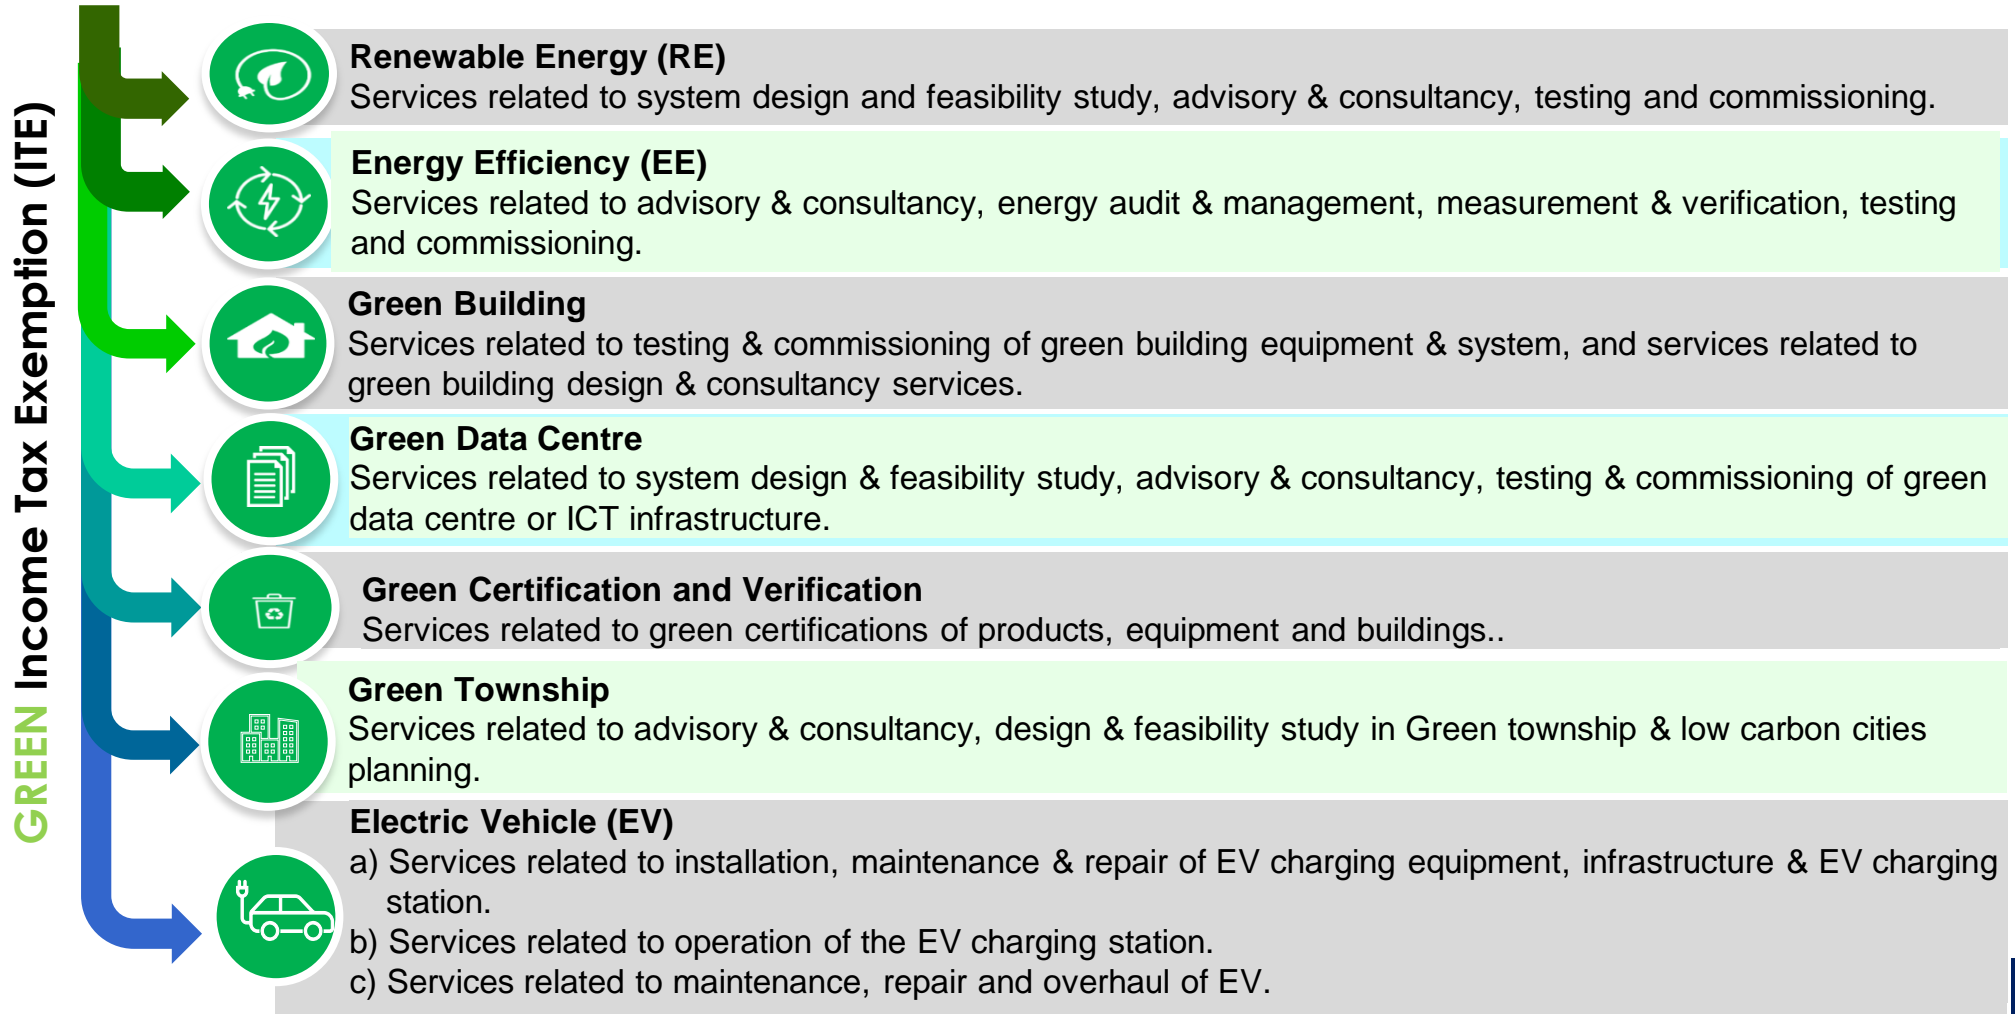 GREEN Income Tax Exemption (ITE)
Renewable Energy (RE)
Services related to system design and feasibility study, advisory & consultancy, testing and commissioning.
Energy Efficiency (EE)
Services related to advisory & consultancy, energy audit & management, measurement & verification, testing
and commissioning.
Green Building
Services related to testing & commissioning of green building equipment & system, and services related to
green building design & consultancy services.
Green Data Centre
Services related to system design & feasibility study, advisory & consultancy, testing & commissioning of green
data centre or ICT infrastructure.
Green Certification and Verification
Services related to green certifications of products, equipment and buildings..
Green Township
Services related to advisory & consultancy, design & feasibility study in Green township & low carbon cities
planning.
Electric Vehicle (EV)
a) Services related to installation, maintenance & repair of EV charging equipment, infrastructure & EV charging
station.
b) Services related to operation of the EV charging station.
c) Services related to maintenance, repair and overhaul of EV.